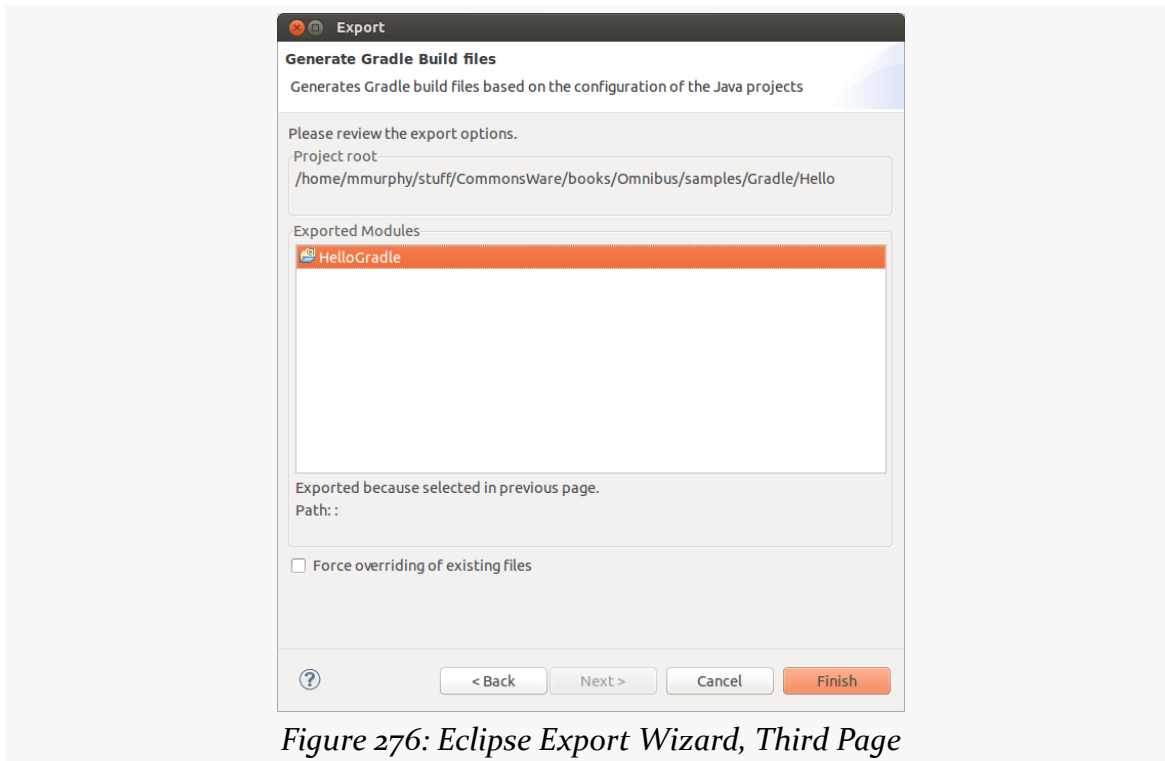 Export
Generate Gradle Build files
Generates Gradle build files based on the configuration of the Java projects
Please review the export options.
Project root
/home/mmurphy/stuff/CommonsWare/books/Omnibus/samples/Gradle/Hello
Exported Modules
HelloGradle
Exported because selected in previous page.
Path: :
Force overriding of existing files
< Back
Next >
Cancel
Finish
Figure 276: Eclipse Export Wizard, Third Page